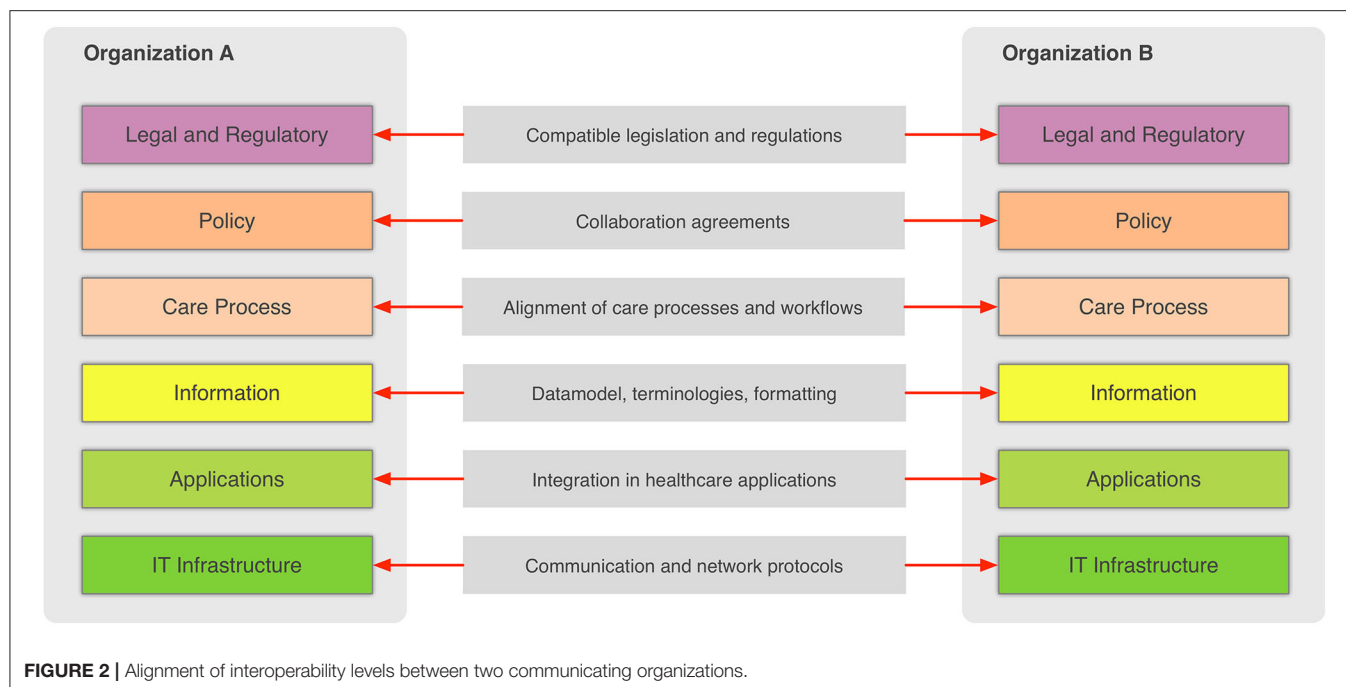 Organization A
Organization B
Legal and Regulatory
Compatible legislation and regulations
Legal and Regulatory
Policy
Collaboration agreements
Policy
Care Process
Alignment of care processes and workflows
Care Process
Information
Datamodel, terminologies, formatting
Information
Applications
Integration in healthcare applications
Applications
IT Infrastructure
Communication and network protocols
IT Infrastructure
FIGURE 2 | Alignment of interoperability levels between two communicating organizations.